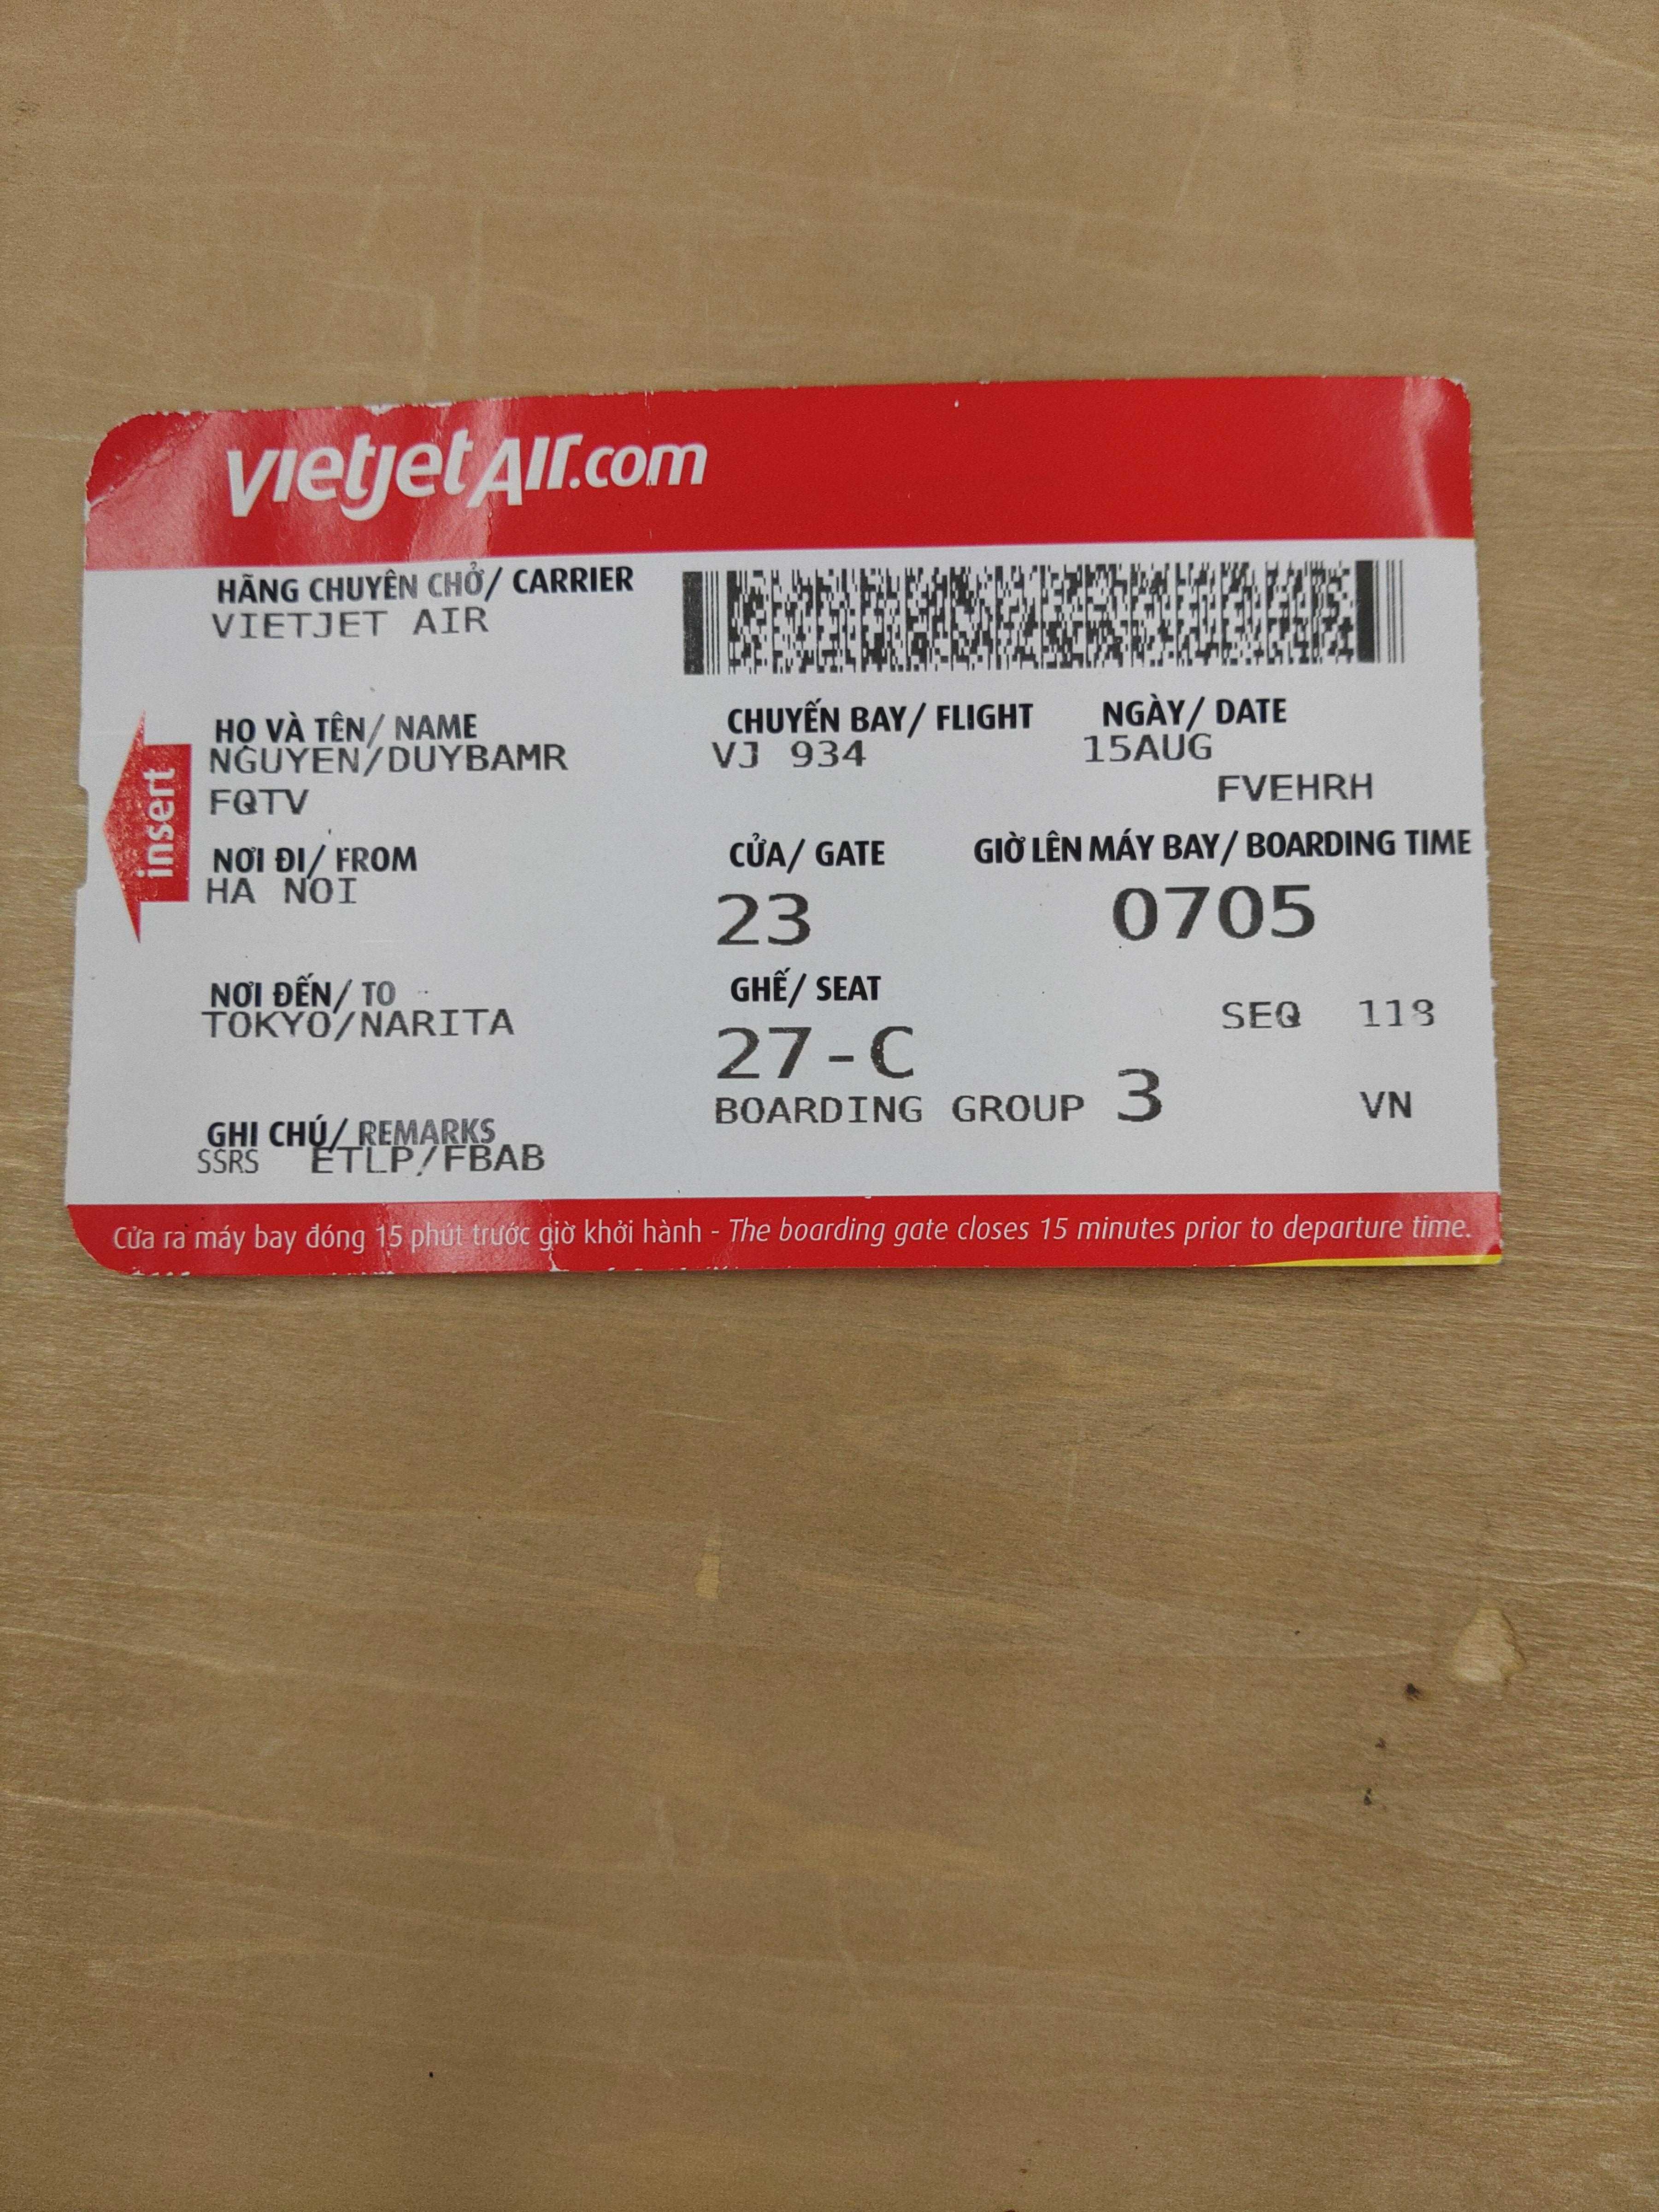 vietjetAir.com
HÃNG CHUYÊN CHỞ/ CARRIER
VIETJET AIR
HỌ VÀ TÊN/ NAME
NGUYEN/DUYBAMR
FQTV
CHUYẾN BAY/ FLIGHT
VJ 934
NGÀY/ DATE
15AUG
FVEHRH
insert
NƠI ĐI/ FROM
HA NOI
CỬA/ GATE
23
GIỜ LÊN MÁY BAY/ BOARDING TIME
0705
NƠI ĐẾN/ TO
TOKYO/NARITA
GHẾ/ SEAT
27-C
SEQ 118
BOARDING GROUP 3
VN
GHI CHÚ/ REMARKS
SSRS ETLP/FBAB
Cửa ra máy bay đóng 15 phút trước giờ khởi hành - The boarding gate closes 15 minutes prior to departure time.